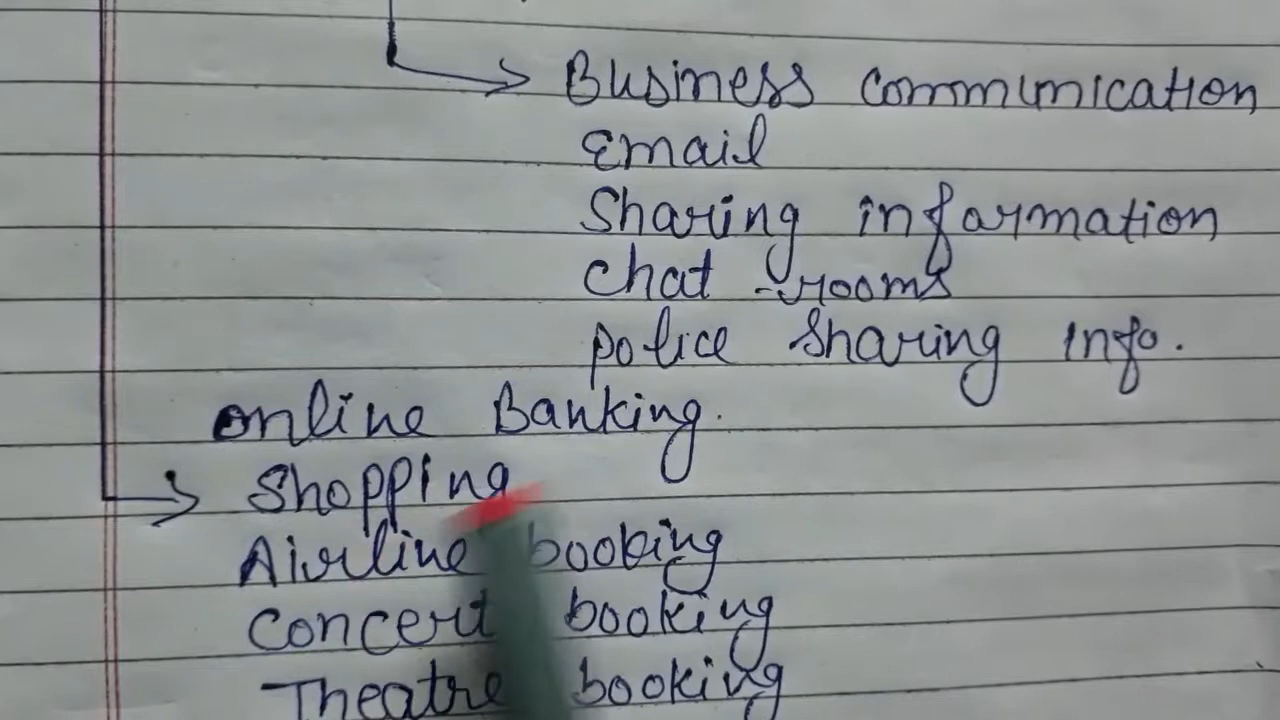 Business communication
Email
Sharing information
Chat -rooms
Police sharing info.
online Banking.
Shopping
Airline booking
Concert booking
Theatre booking